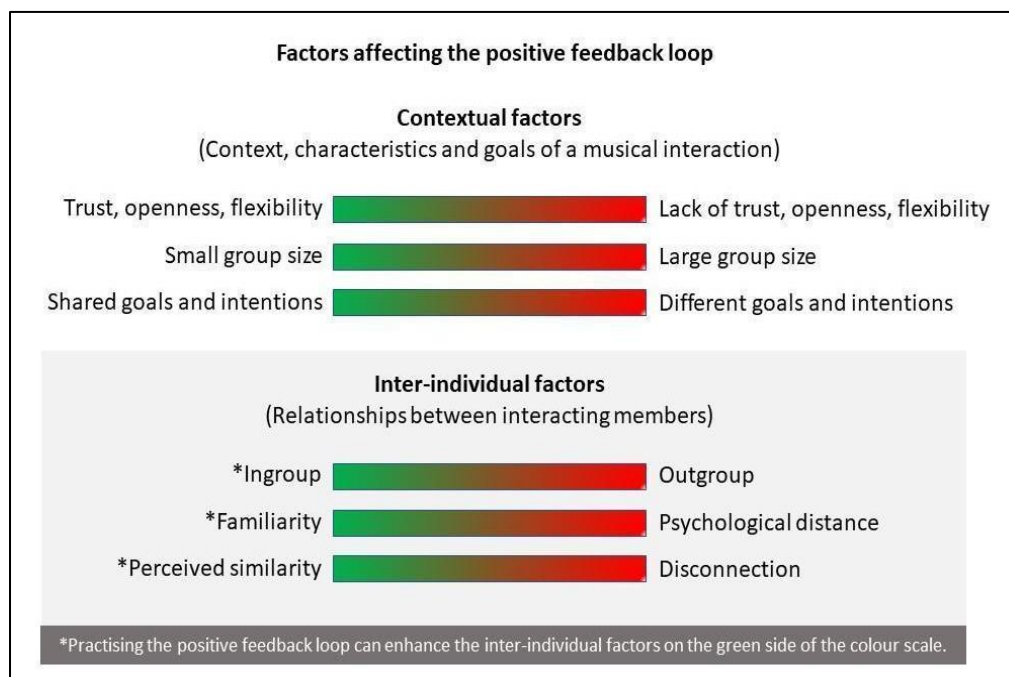 Factors affecting the positive feedback loop
Contextual factors
(Context, characteristics and goals of a musical interaction)
Trust, openness, flexibility
Lack of trust, openness, flexibility
Small group size
Large group size
Shared goals and intentions
Different goals and intentions
Inter-individual factors
(Relationships between interacting members)
*Ingroup
Outgroup
*Familiarity
Psychological distance
*Perceived similarity
Disconnection
*Practising the positive feedback loop can enhance the inter-individual factors on the green side of the colour scale.